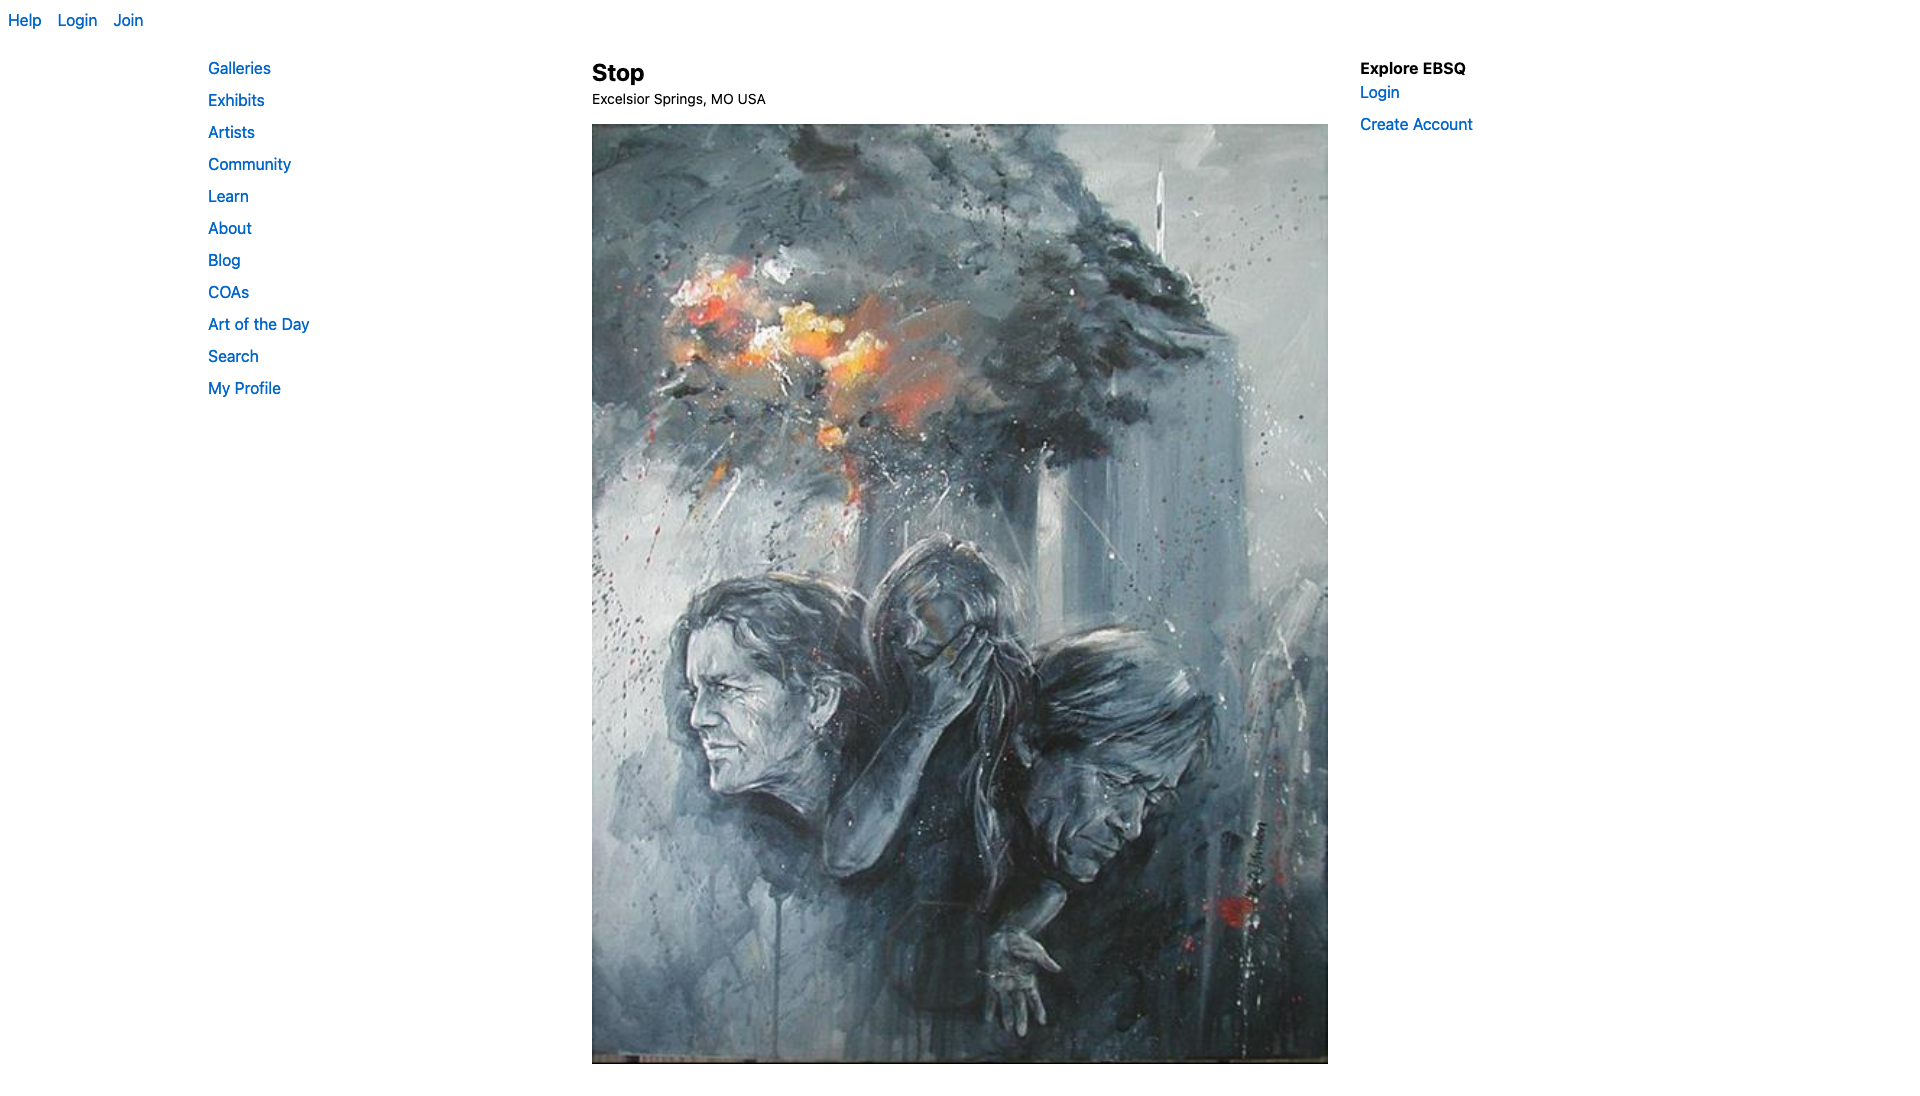 Help Login Join
Galleries
Exhibits
Artists
Community
Learn
About
Blog
COAs
Art of the Day
Search
My Profile
Stop
Excelsior Springs, MO USA
Explore EBSQ
Login
Create Account